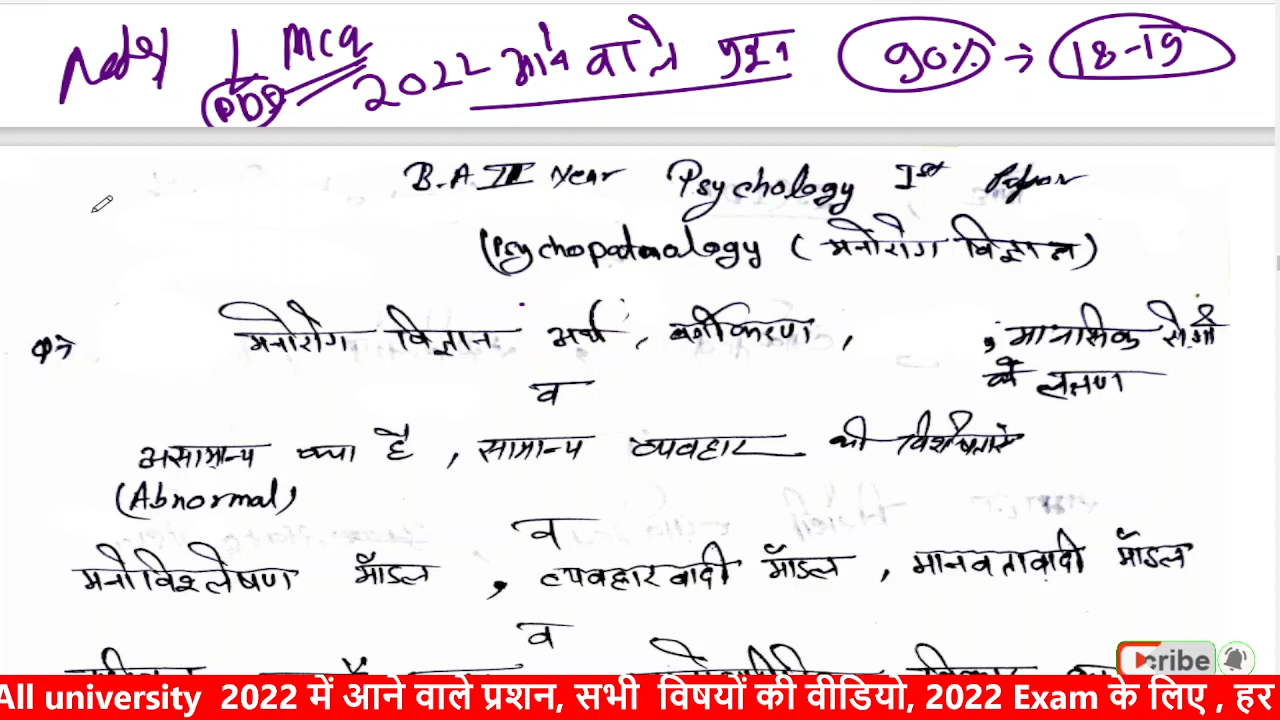 Notes MCQ 2022 आने वाले प्रश्न 90% → 18-19
PDF
B.A II Year Psychology Ist Paper
(Psychopathology (मनोरोग विज्ञान)
मनोरोग विज्ञान अर्थ, वर्गीकरण, , मानसिक रोगी
के लक्षण
व
असामान्य क्या है, सामान्य व्यवहार की विशेषताएं
(Abnormal)
व
मनोविश्लेषण मॉडल, व्यवहारवादी मॉडल, मानवतावादी मॉडल
व
cribe
All university 2022 में आने वाले प्रशन, सभी विषयों की वीडियो, 2022 Exam के लिए , हर